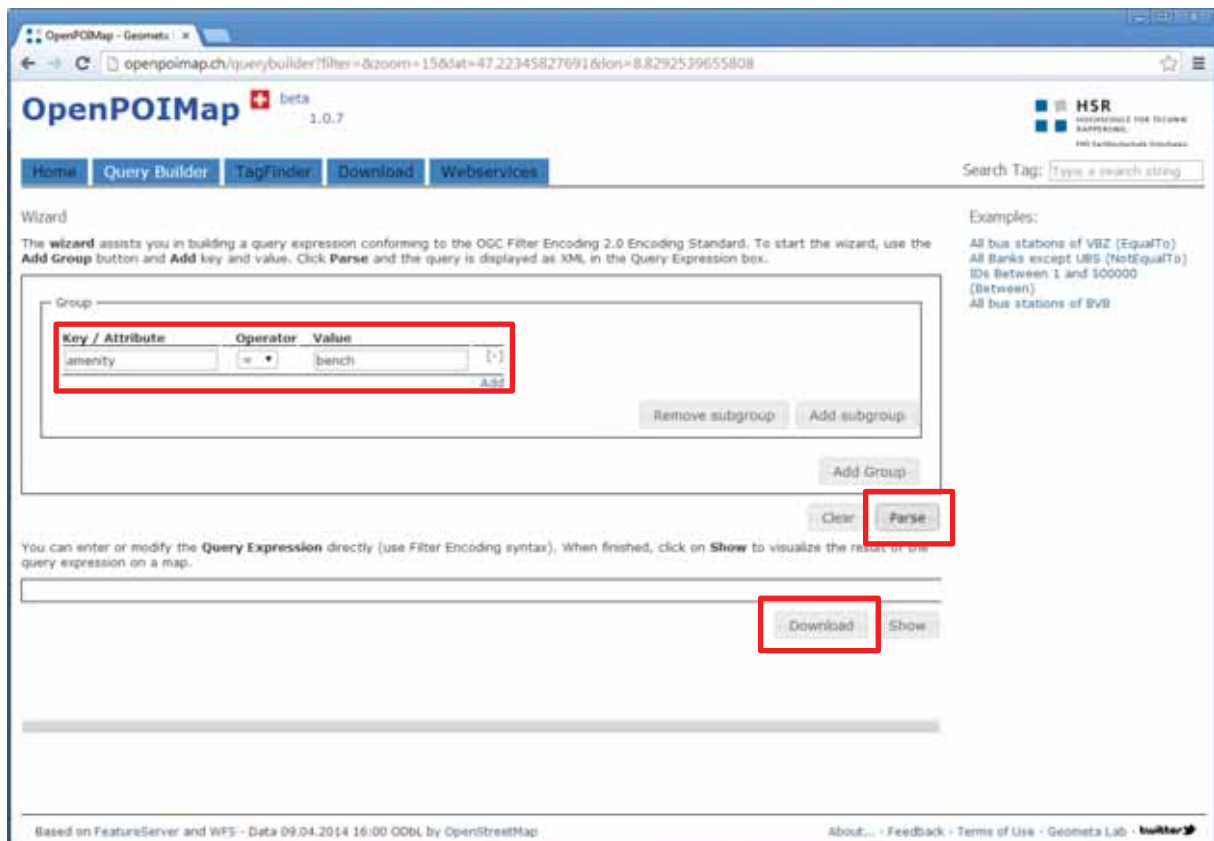 OpenPOIMap - Geometa
openpoimap.ch/querybuilder?filter=&zoom=15&lat=47.22345827691&lon=8.8292539655808
OpenPOIMap beta
1.0.7
HSR
HOCHSCHULE FÜR TECHNIK
RAPPERSWIL
Home Query Builder TagFinder Download Webservices
Search Tag: Type a search string
Wizard
The wizard assists you in building a query expression conforming to the OGC Filter Encoding 2.0 Encoding Standard. To start the wizard, use the
Add Group button and Add key and value. Click Parse and the query is displayed as XML in the Query Expression box.
Group
Key / Attribute Operator Value
amenity = bench [-]
Add
Remove subgroup Add subgroup
Add Group
Clear Parse
You can enter or modify the Query Expression directly (use Filter Encoding syntax). When finished, click on Show to visualize the result of the
query expression on a map.
Download Show
Examples:
All bus stations of VBZ (EqualTo)
All Banks except UBS (NotEqualTo)
IDs Between 1 and 500000
(Between)
All bus stations of BVB
Based on FeatureServer and WFS - Data 09.04.2014 16:00 ODbL by OpenStreetMap
About... - Feedback - Terms of Use - Geometa Lab - twitter